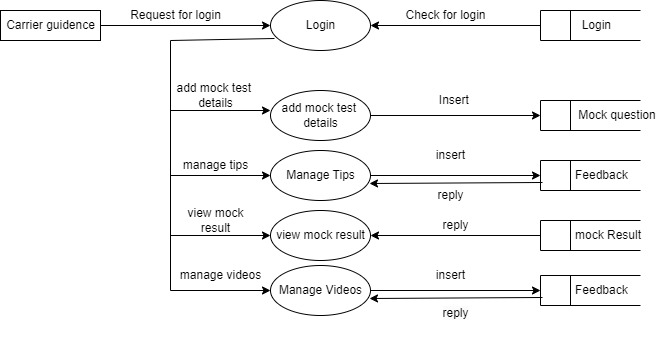 Carrier guidence
Request for login
Login
Check for login
Login
add mock test
details
add mock test
details
Insert
Mock question
manage tips
Manage Tips
insert
reply
Feedback
view mock
result
view mock result
reply
mock Result
manage videos
Manage Videos
insert
reply
Feedback